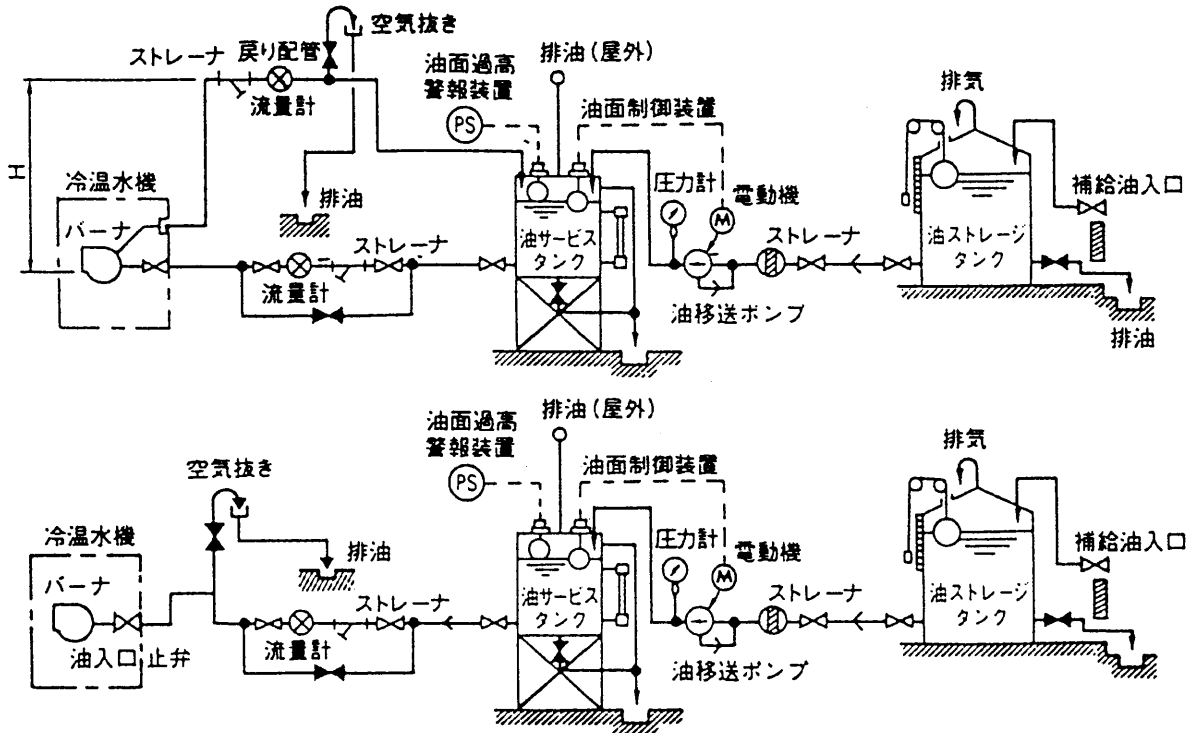 空気抜き
ストレーナ
戻り配管
流量計
H
冷温水機
バーナ
排油
流量計
ストレーナ
油面過高
警報装置
PS
排油(屋外)
油面制御装置
油サービス
タンク
圧力計
電動機
M
ストレーナ
油移送ポンプ
排気
補給油入口
油ストレージ
タンク
排油
空気抜き
冷温水機
バーナ
油入口止弁
排油
流量計
ストレーナ
油面過高
警報装置
PS
排油(屋外)
油面制御装置
油サービス
タンク
圧力計
電動機
M
ストレーナ
油移送ポンプ
排気
補給油入口
油ストレージ
タンク